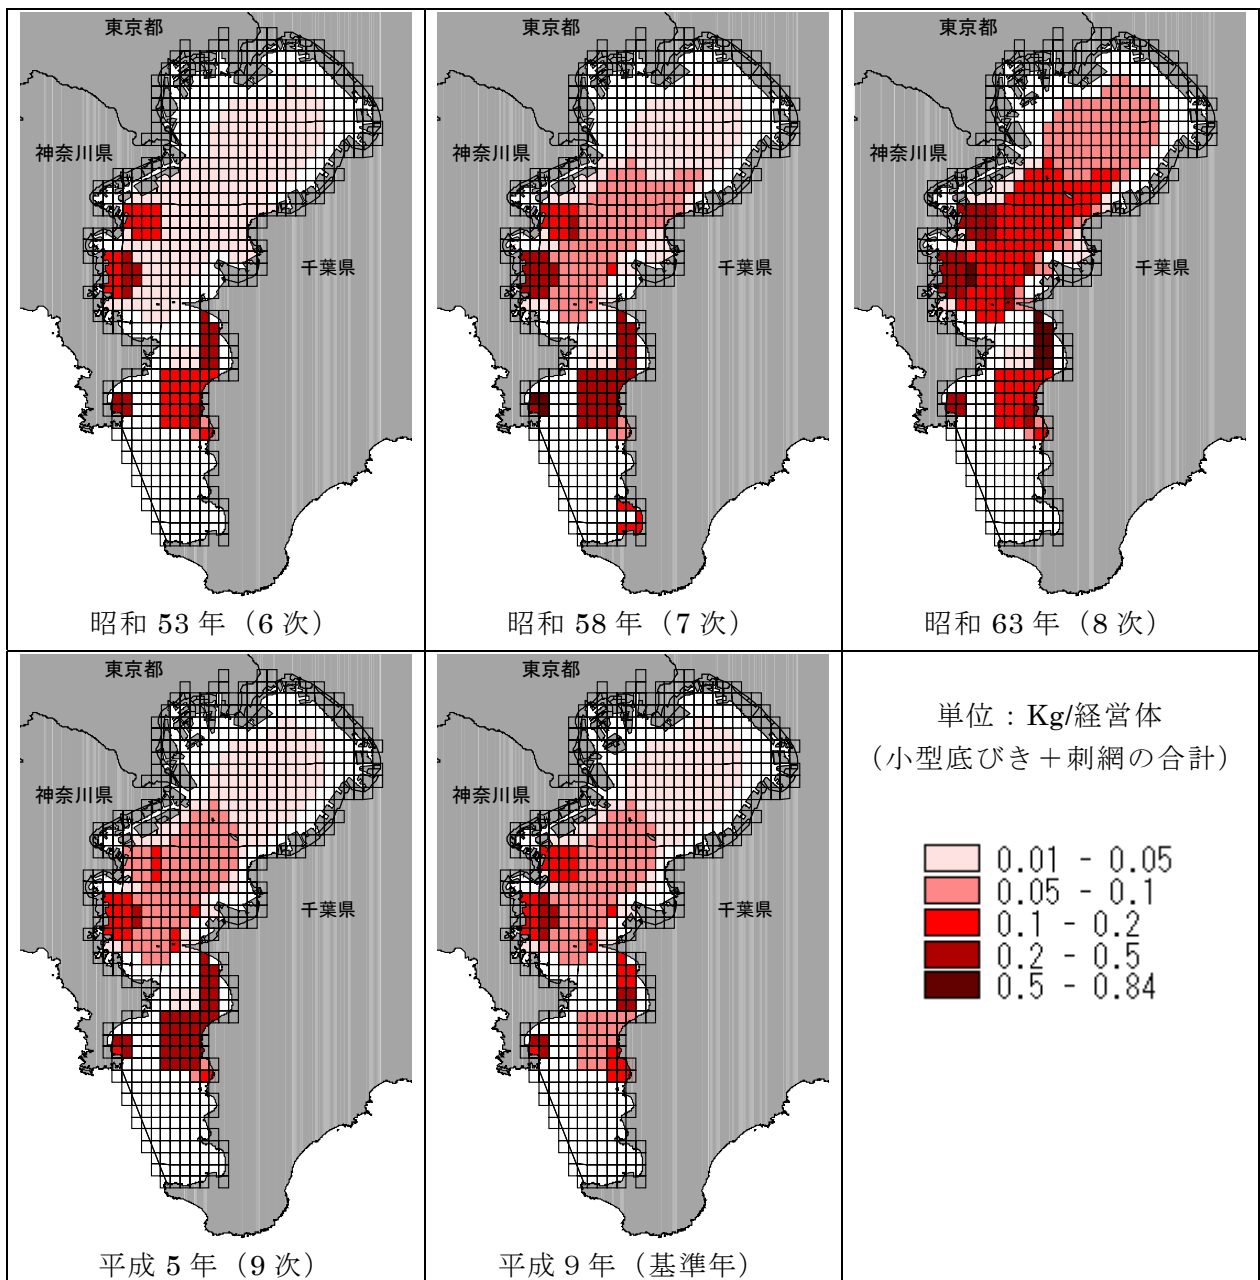 東京都
神奈川県
千葉県
昭和 53 年（6 次）
東京都
神奈川県
千葉県
昭和 58 年（7 次）
東京都
神奈川県
千葉県
昭和 63 年（8 次）
東京都
神奈川県
千葉県
平成 5 年（9 次）
東京都
神奈川県
千葉県
平成 9 年（基準年）
単位：Kg/経営体
（小型底びき＋刺網の合計）
0.01 - 0.05
0.05 - 0.1
0.1 - 0.2
0.2 - 0.5
0.5 - 0.84